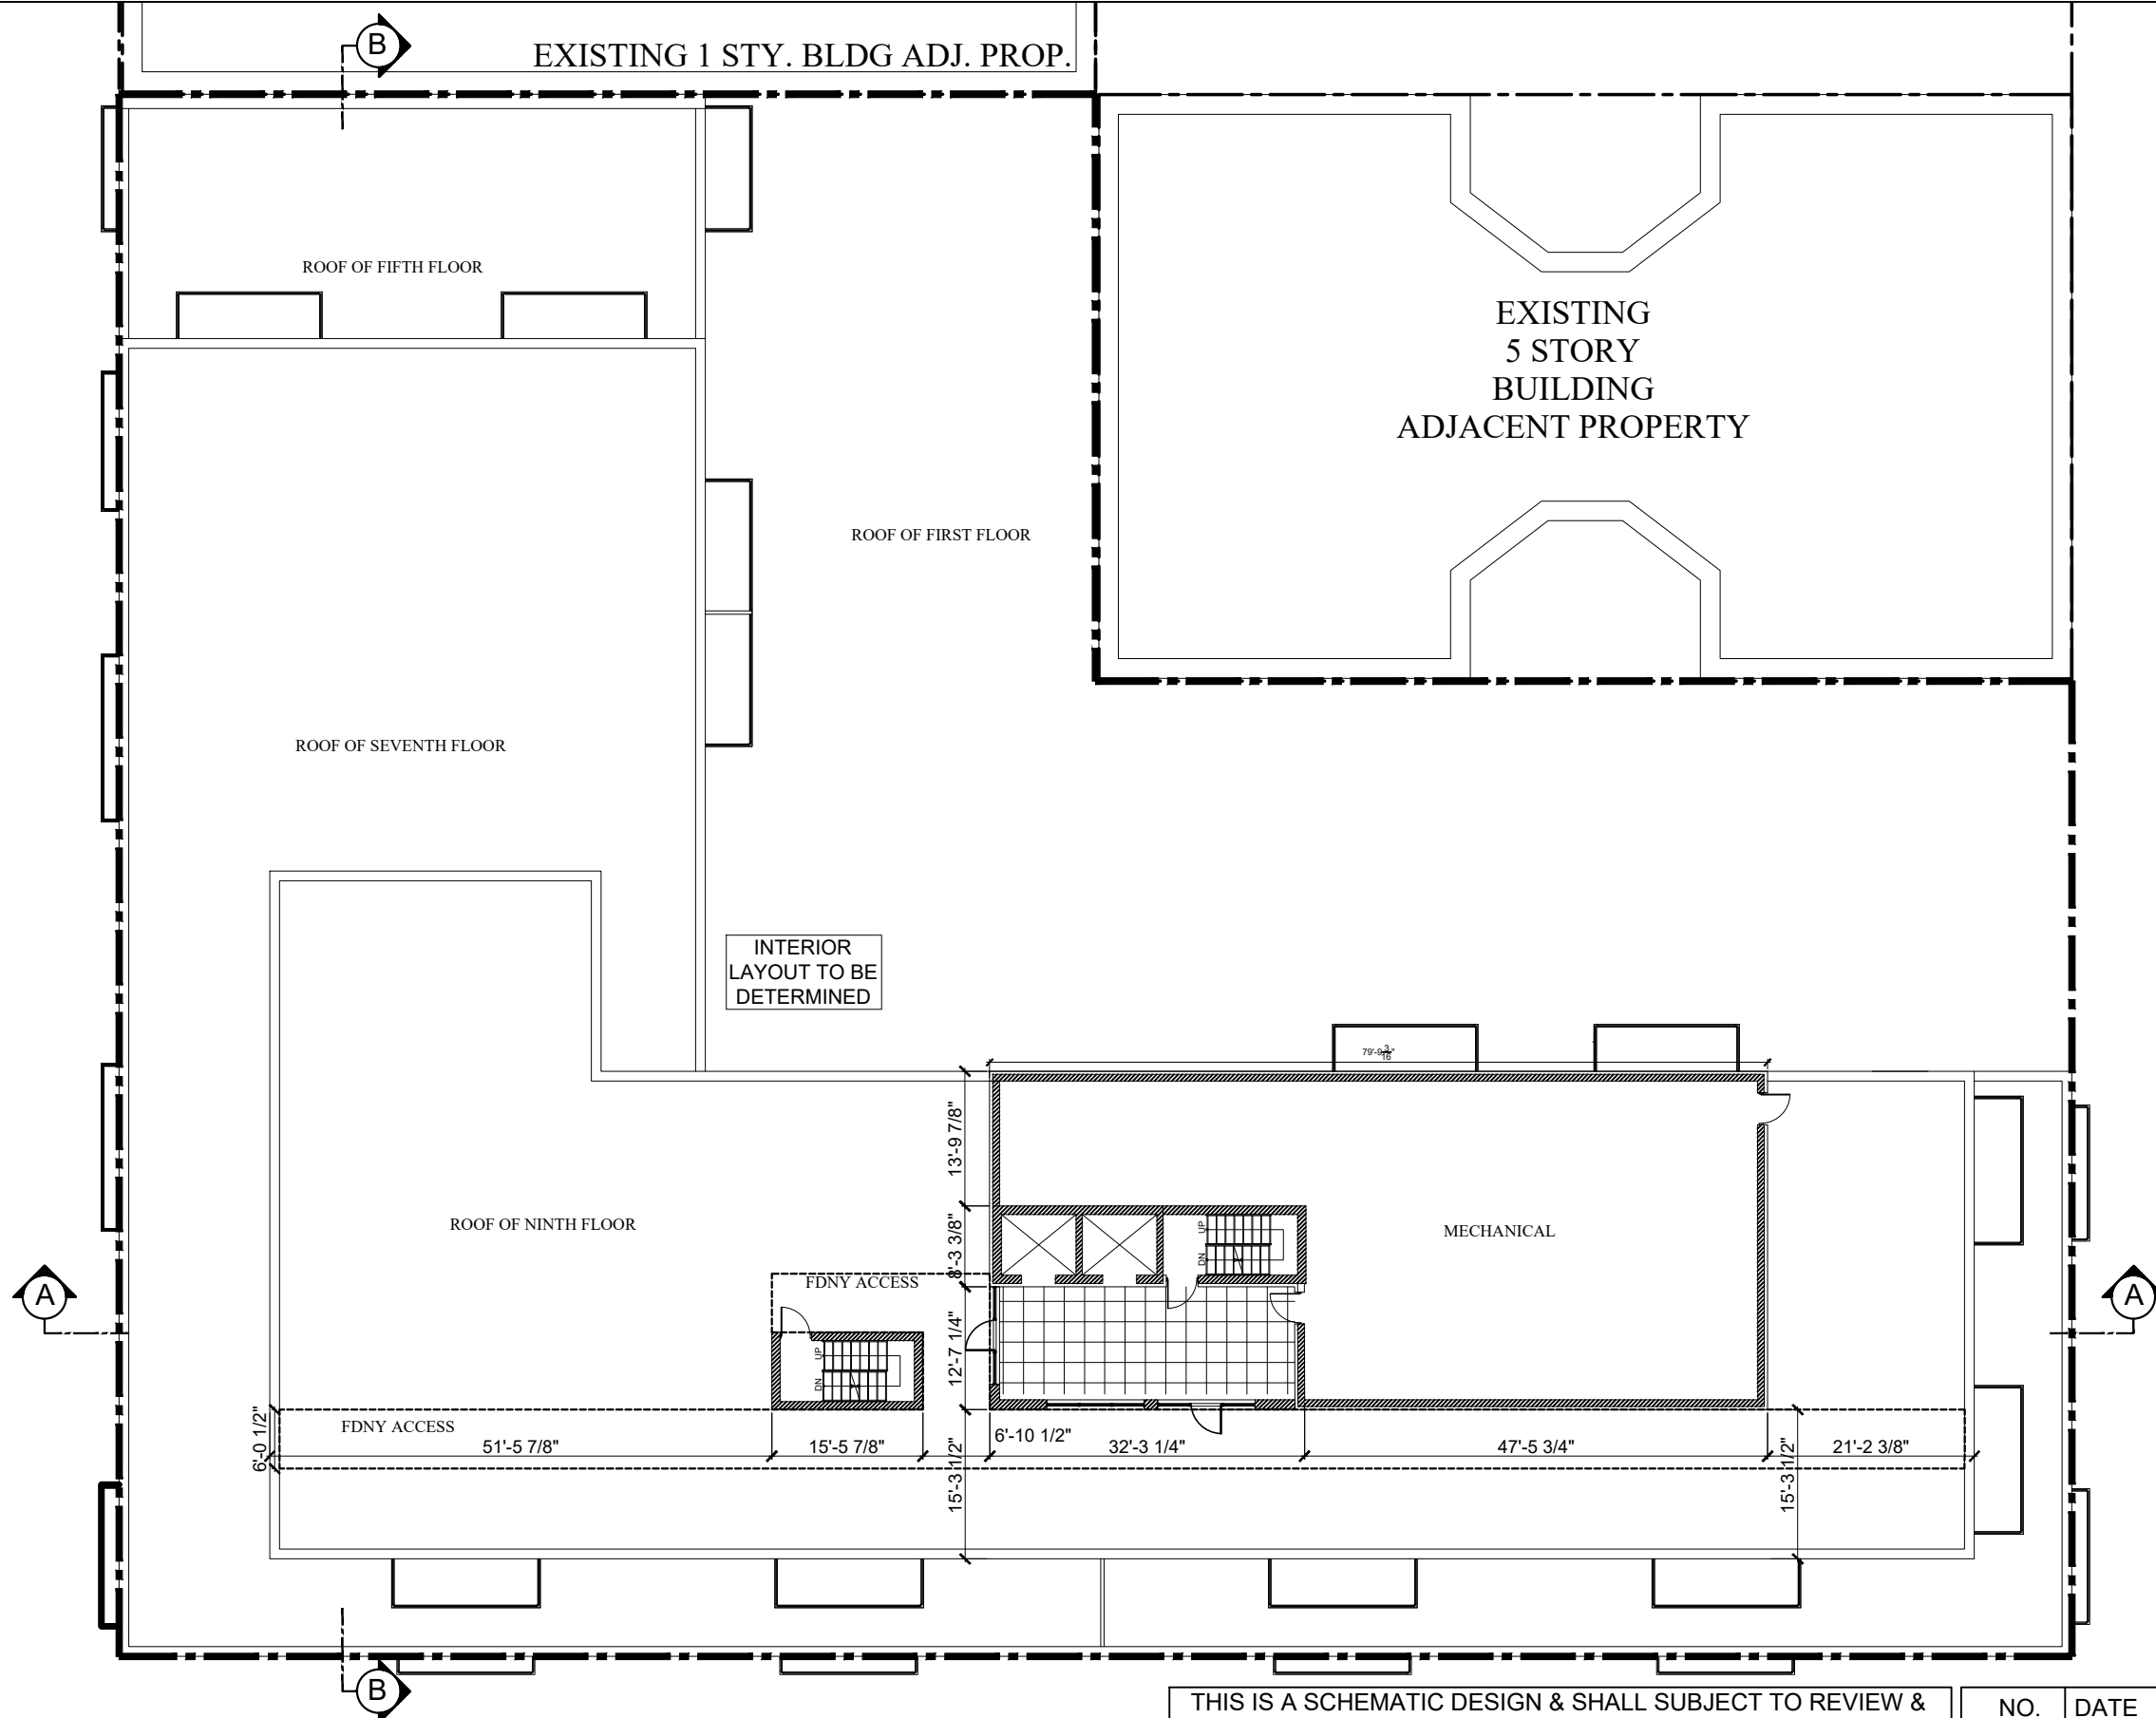 B
EXISTING 1 STY. BLDG ADJ. PROP.
ROOF OF FIFTH FLOOR
EXISTING
5 STORY
BUILDING
ADJACENT PROPERTY
ROOF OF FIRST FLOOR
ROOF OF SEVENTH FLOOR
INTERIOR
LAYOUT TO BE
DETERMINED
79'-9 3/16"
13'-9 7/8"
ROOF OF NINTH FLOOR
8'-3 3/8"
UP
DN
MECHANICAL
FDNY ACCESS
A
A
12'-7 1/4"
UP
DN
6'-0 1/2"
FDNY ACCESS
51'-5 7/8"
15'-5 7/8"
15'-3 1/2"
6'-10 1/2"
32'-3 1/4"
47'-5 3/4"
15'-3 1/2"
21'-2 3/8"
B
THIS IS A SCHEMATIC DESIGN & SHALL SUBJECT TO REVIEW &
NO.
DATE